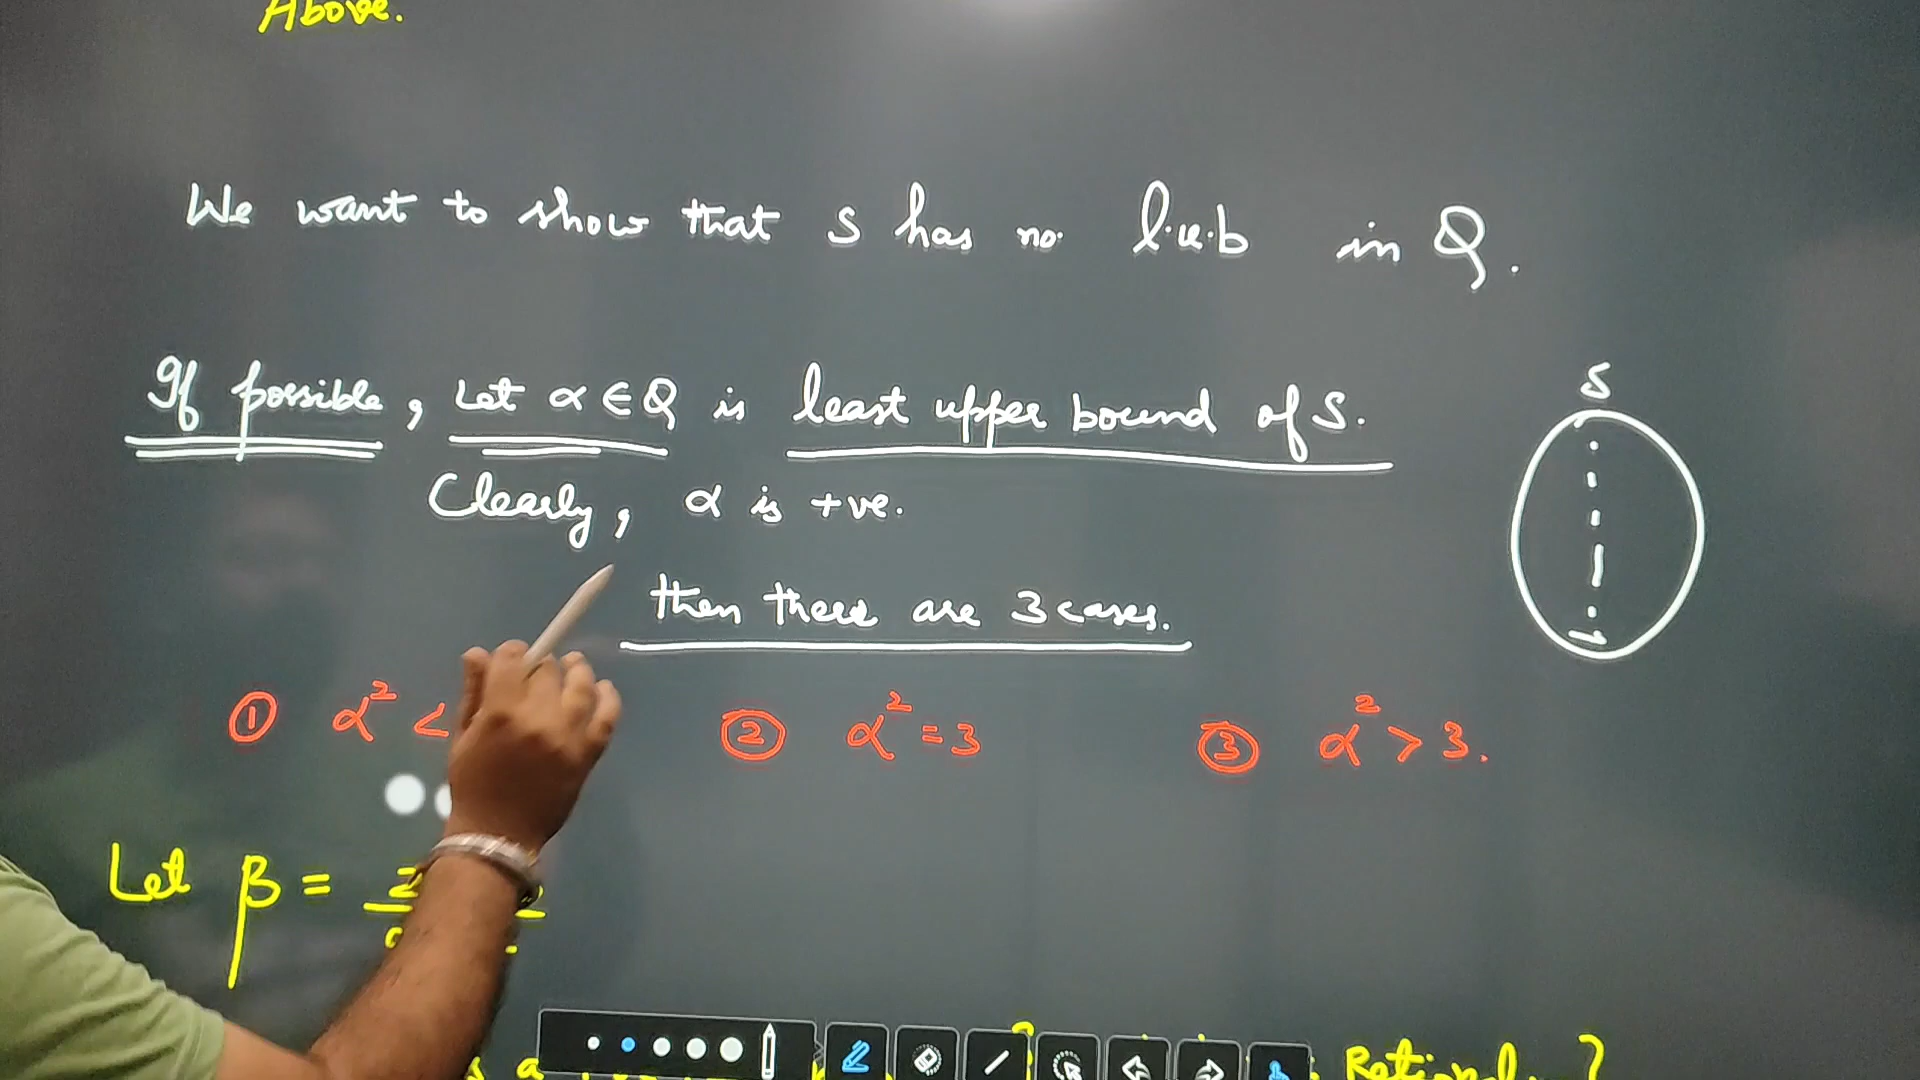 Above.
We want to show that S has no. l.u.b in Q.
If possible, Let α ∈ Q is least upper bound of S.
S
Clearly, α is +ve.
then there are 3 cases.
① α² <
② α² = 3
③ α² > 3.
Let β = 2